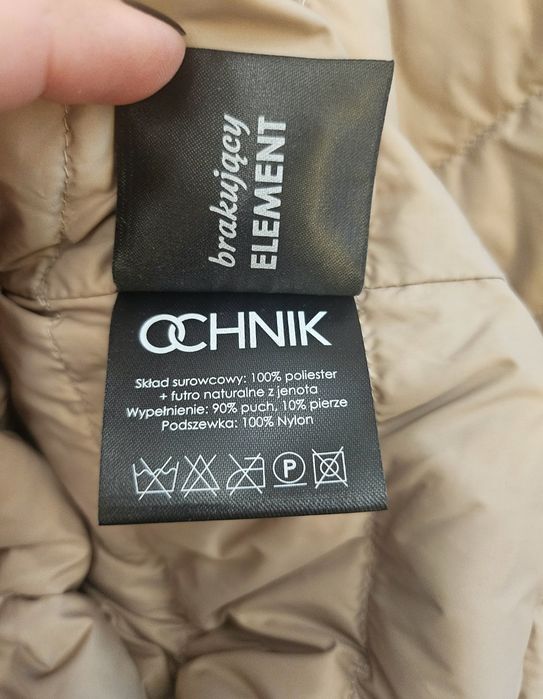 brakujący
ELEMENT
OCHNIK
Skład surowcowy: 100% poliester
+ futro naturalne z jenota
Wypełnienie: 90% puch, 10% pierze
Podszewka: 100% Nylon
P